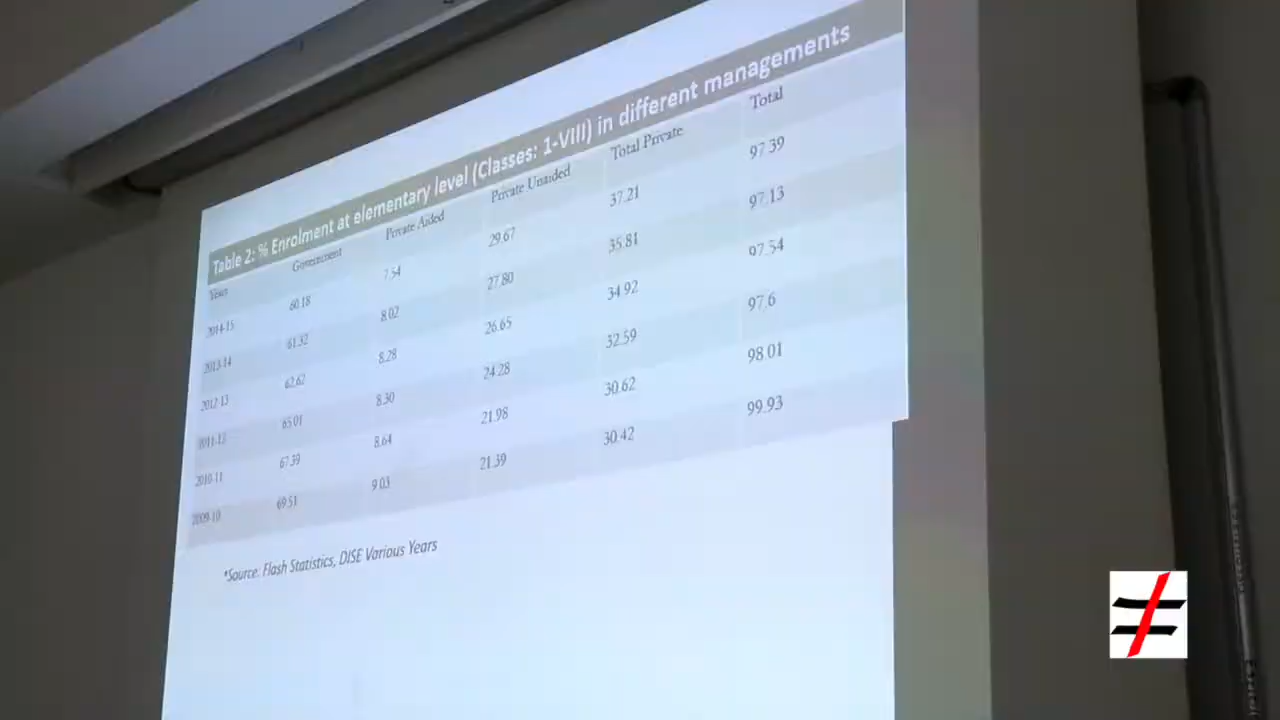 Table 2: % Enrolment at elementary level (Classes: 1-VIII) in different managements
Years Government Private Aided Private Unaided Total Private Total
2014-15 60.18 7.54 29.67 37.21 97.39
2013-14 61.32 8.02 27.80 35.81 97.13
2012-13 62.62 8.28 26.65 34.92 97.54
2011-12 65.01 8.30 24.28 32.59 97.6
2010-11 67.39 8.64 21.98 30.62 98.01
2009-10 69.51 9.03 21.39 30.42 99.93
*Source: Flash Statistics, DISE Various Years